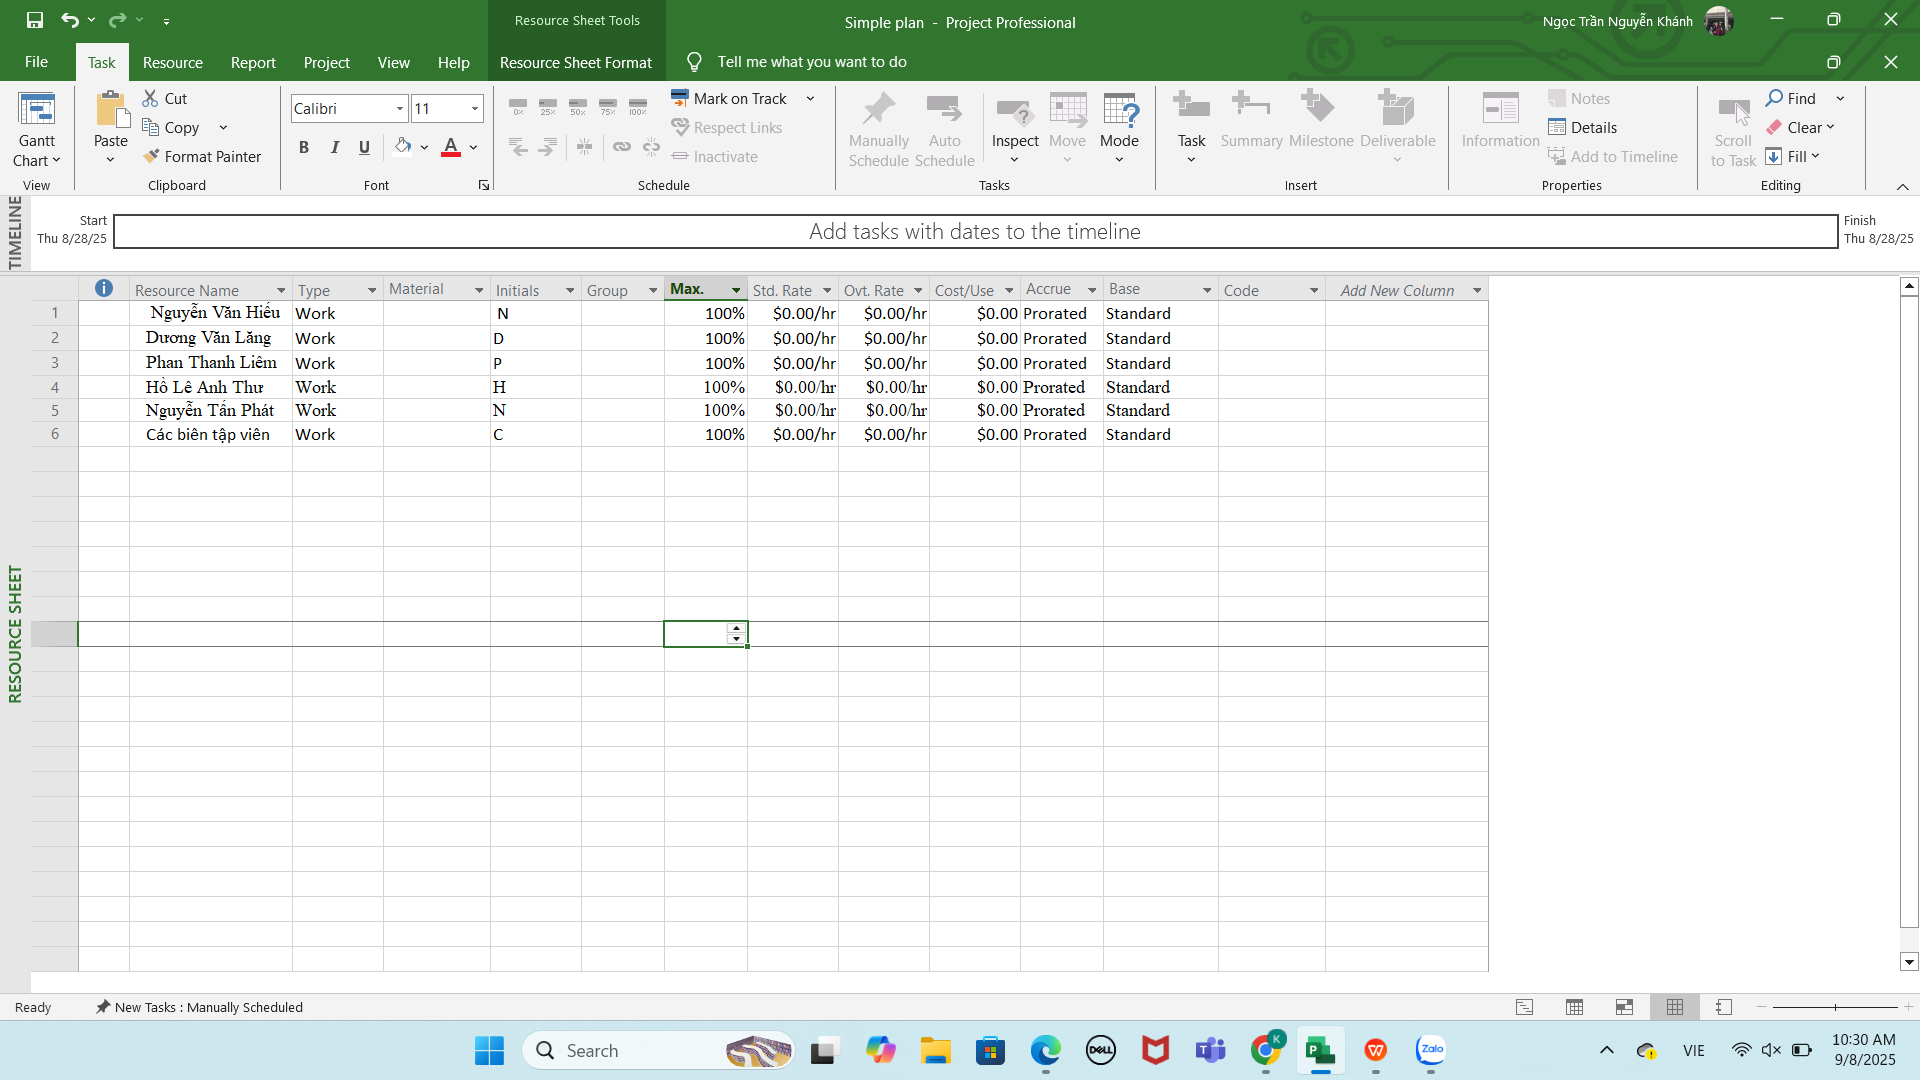 Resource Sheet Tools
Simple plan - Project Professional
Ngọc Trần Nguyễn Khánh
File Task Resource Report Project View Help Resource Sheet Format Tell me what you want to do
Gantt Chart
View
Paste
Cut
Copy
Format Painter
Clipboard
Calibri 11
B I U A
Font
0% 25% 50% 75% 100%
Mark on Track
Respect Links
Inactivate
Schedule
Manually Schedule
Auto Schedule
Inspect
Move
Mode
Tasks
Task
Summary
Milestone
Deliverable
Insert
Information
Notes
Details
Add to Timeline
Properties
Scroll to Task
Find
Clear
Fill
Editing
TIMELINE
Start
Thu 8/28/25
Add tasks with dates to the timeline
Finish
Thu 8/28/25
RESOURCE SHEET
Resource Name Type Material Initials Group Max. Std. Rate Ovt. Rate Cost/Use Accrue Base Code Add New Column
1 Nguyễn Văn Hiếu Work N 100% $0.00/hr $0.00/hr $0.00 Prorated Standard
2 Dương Văn Lăng Work D 100% $0.00/hr $0.00/hr $0.00 Prorated Standard
3 Phan Thanh Liêm Work P 100% $0.00/hr $0.00/hr $0.00 Prorated Standard
4 Hồ Lê Anh Thư Work H 100% $0.00/hr $0.00/hr $0.00 Prorated Standard
5 Nguyễn Tấn Phát Work N 100% $0.00/hr $0.00/hr $0.00 Prorated Standard
6 Các biên tập viên Work C 100% $0.00/hr $0.00/hr $0.00 Prorated Standard
Ready New Tasks : Manually Scheduled
Search
DELL
K
Zalo
VIE
10:30 AM
9/8/2025